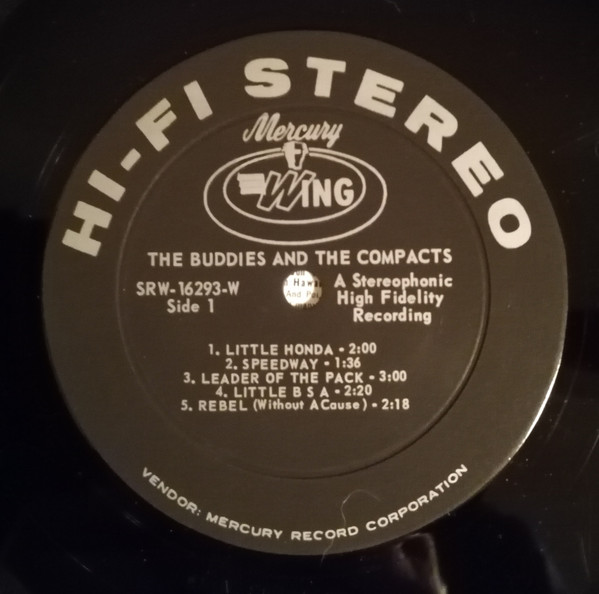 HI-FI STEREO
Mercury
WING
THE BUDDIES AND THE COMPACTS
SRW-16293-W
Side 1
A Stereophonic
High Fidelity
Recording
1. LITTLE HONDA - 2:00
2. SPEEDWAY - 1:36
3. LEADER OF THE PACK - 3:00
4. LITTLE B S A - 2:20
5. REBEL (Without A Cause) - 2:18
VENDOR: MERCURY RECORD CORPORATION